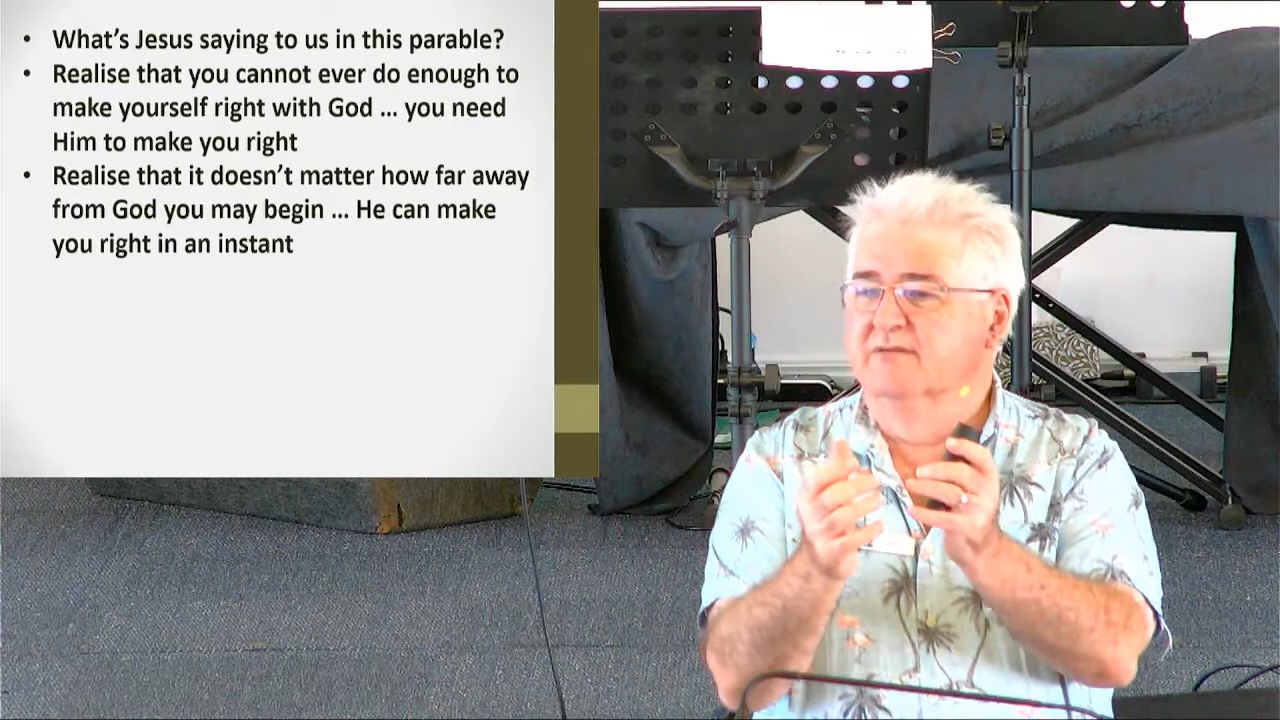 • What's Jesus saying to us in this parable?
• Realise that you cannot ever do enough to
make yourself right with God ... you need
Him to make you right
• Realise that it doesn't matter how far away
from God you may begin ... He can make
you right in an instant